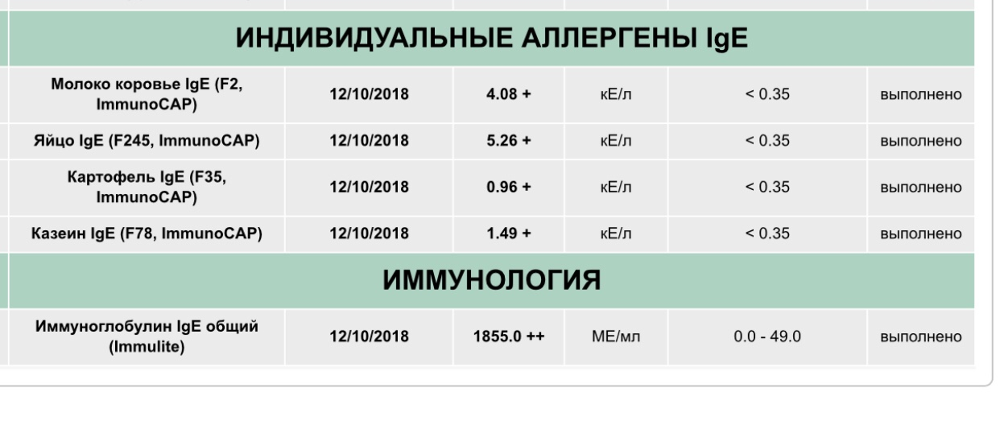 ИНДИВИДУАЛЬНЫЕ АЛЛЕРГЕНЫ IgE
Молоко коровье IgE (F2,
ImmunoCAP)
12/10/2018
4.08 +
кЕ/л
< 0.35
выполнено
Яйцо IgE (F245, ImmunoCAP)
12/10/2018
5.26 +
кЕ/л
< 0.35
выполнено
Картофель IgE (F35,
ImmunoCAP)
12/10/2018
0.96 +
кЕ/л
< 0.35
выполнено
Казеин IgE (F78, ImmunoCAP)
12/10/2018
1.49 +
кЕ/л
< 0.35
выполнено
ИММУНОЛОГИЯ
Иммуноглобулин IgE общий
(Immulite)
12/10/2018
1855.0 ++
МЕ/мл
0.0 - 49.0
выполнено